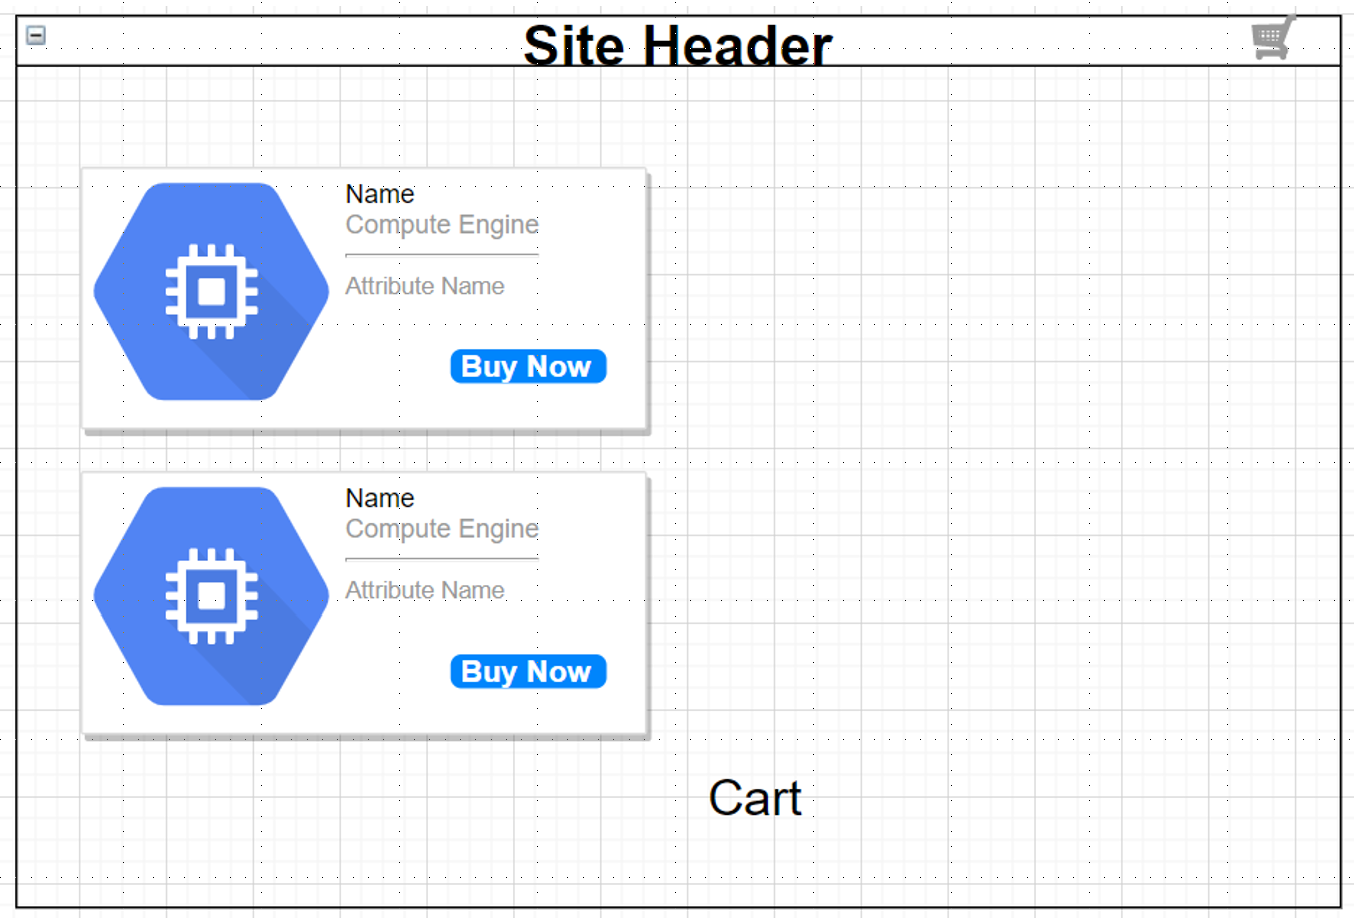 Site Header
Name
Compute Engine
Attribute Name
Buy Now
Name
Compute Engine
Attribute Name
Buy Now
Cart